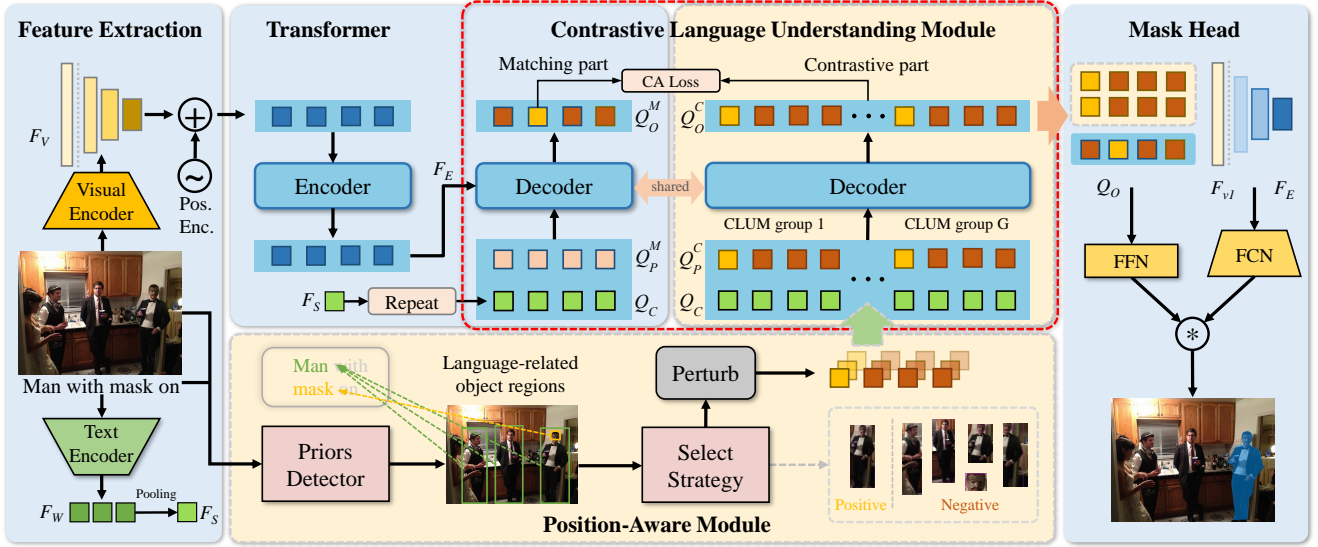 Feature Extraction
F_V
Visual
Encoder
+
~
Pos.
Enc.
Man with mask on
Text
Encoder
Pooling
F_W
F_S
Transformer
Encoder
F_E
F_S
Repeat
Contrastive Language Understanding Module
Matching part
CA Loss
Contrastive part
Q_O^M
Q_O^C
Decoder
shared
Decoder
CLUM group 1
CLUM group G
Q_P^M
Q_P^C
Q_C
Q_C
Mask Head
Q_O
F_{v1}
F_E
FFN
FCN
*
Man with
mask on
Language-related
object regions
Perturb
Priors
Detector
Select
Strategy
Positive
Negative
Position-Aware Module